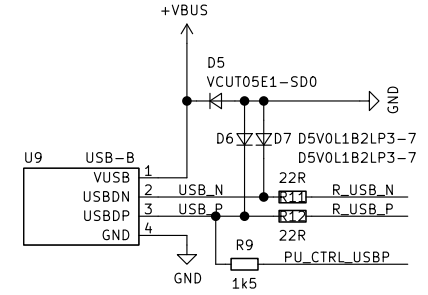 +VBUS
D5
VCUT05E1-SD0
GND
D6 D7 D5V0L1B2LP3-7
D5V0L1B2LP3-7
U9 USB-B
VUSB 1
USBDN 2 USB_N
22R
R11 R_USB_N
USBDP 3 USB_P
R12 R_USB_P
22R
GND 4
GND
R9
1k5
PU_CTRL_USBP